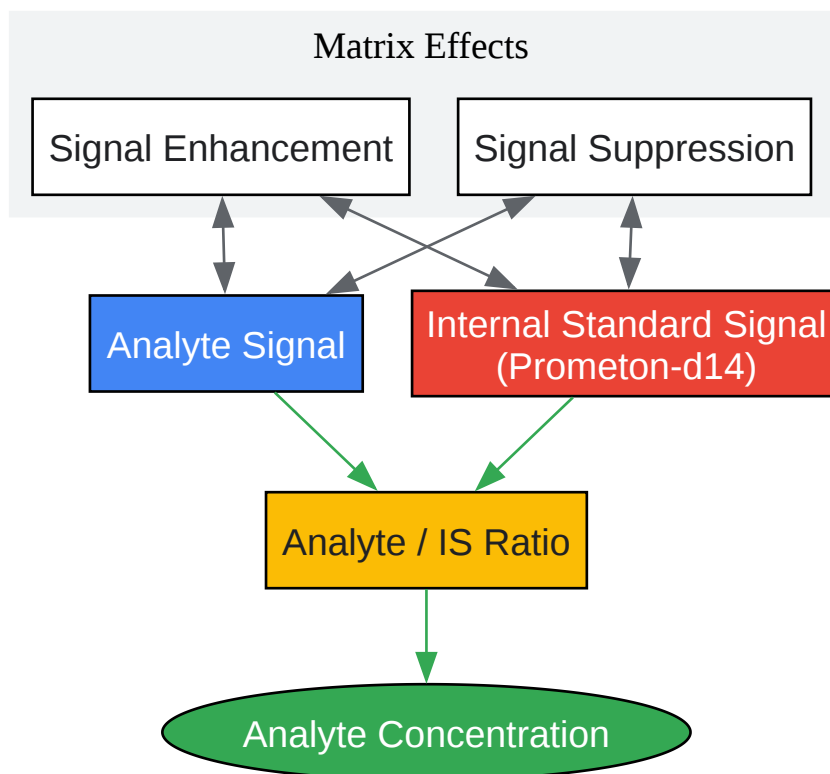 Matrix Effects
Signal Enhancement
Signal Suppression
Analyte Signal
Internal Standard Signal
(Prometon-d14)
Analyte / IS Ratio
Analyte Concentration